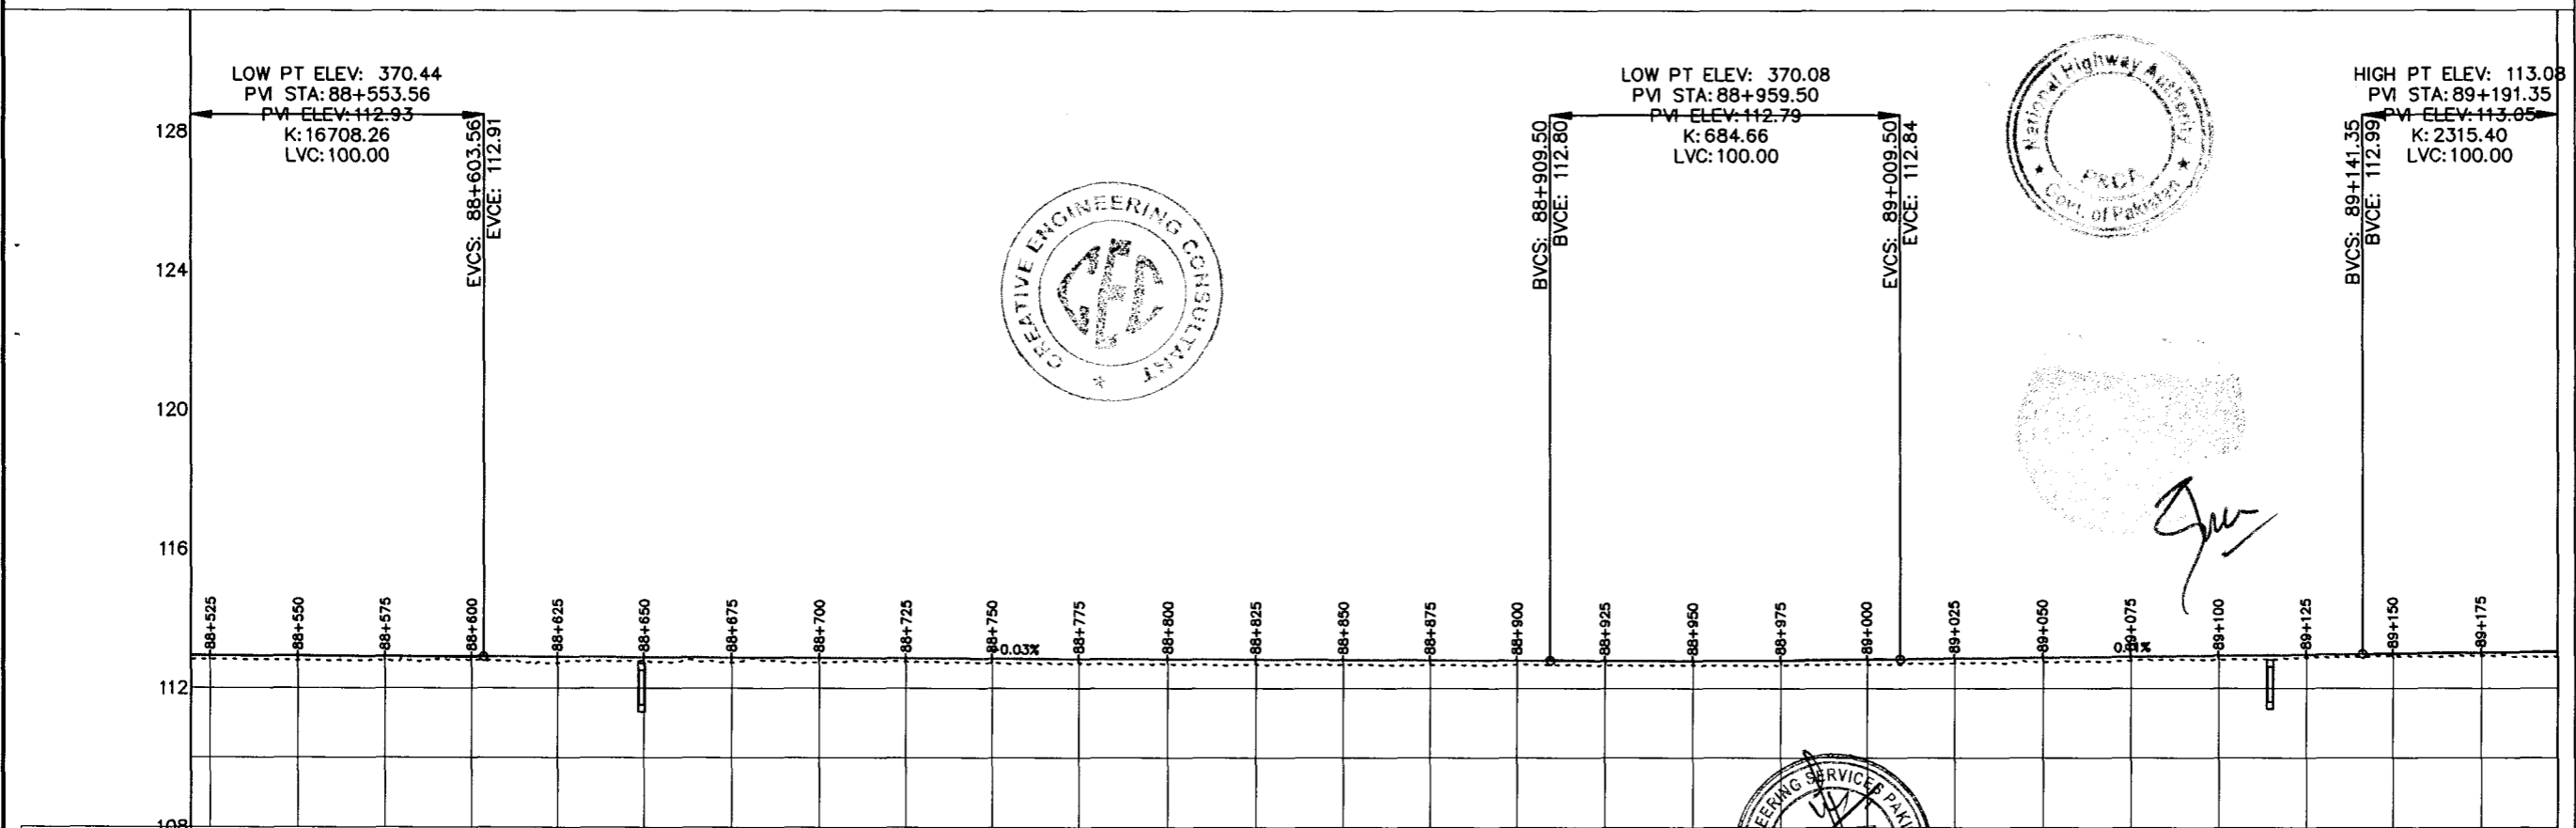 LOW PT ELEV: 370.44
PVI STA:88+553.56
PVI ELEV:112.93
K:16708.26
LVC:100.00
EVCS: 88+603.56
EVCE: 112.91
LOW PT ELEV: 370.08
PVI STA:88+959.50
PVI ELEV:112.79
K:684.66
LVC:100.00
BVCS: 88+909.50
BVCE: 112.80
EVCS: 89+009.50
EVCE: 112.84
HIGH PT ELEV: 113.08
PVI STA:89+191.35
PVI ELEV:113.05
K:2315.40
LVC:100.00
BVCS: 89+141.35
BVCE: 112.99
National Highway Authority
Govt. of Pakistan
CREATIVE ENGINEERING CONSULTANT
CEC
128
124
120
116
112
108
88+525
88+550
88+575
88+600
88+625
88+650
88+675
88+700
88+725
88+750
88+775
88+800
88+825
88+850
88+875
88+900
88+925
88+950
88+975
89+000
89+025
89+050
89+075
89+100
89+125
89+150
89+175
-0.03%
EERING SERVICES PAKI